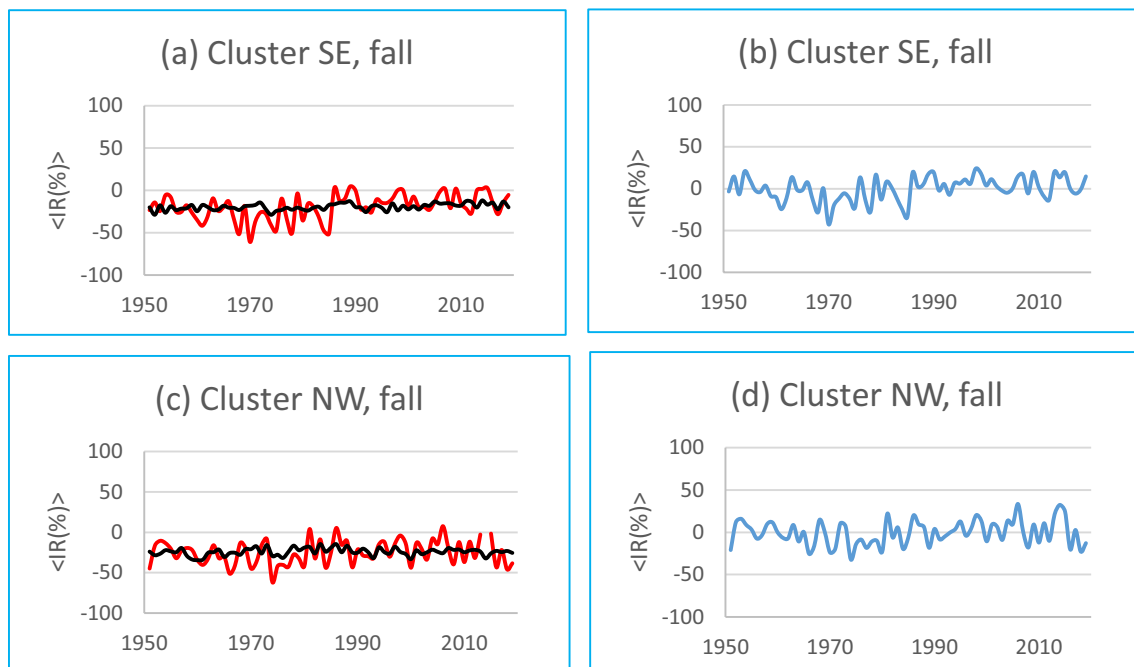 (a) Cluster SE, fall
<IR(%)>
100
50
0
-50
-100
1950 1970 1990 2010
(b) Cluster SE, fall
<IR(%)>
100
50
0
-50
-100
1950 1970 1990 2010
(c) Cluster NW, fall
<IR(%)>
100
50
0
-50
-100
1950 1970 1990 2010
(d) Cluster NW, fall
<IR(%)>
100
50
0
-50
-100
1950 1970 1990 2010